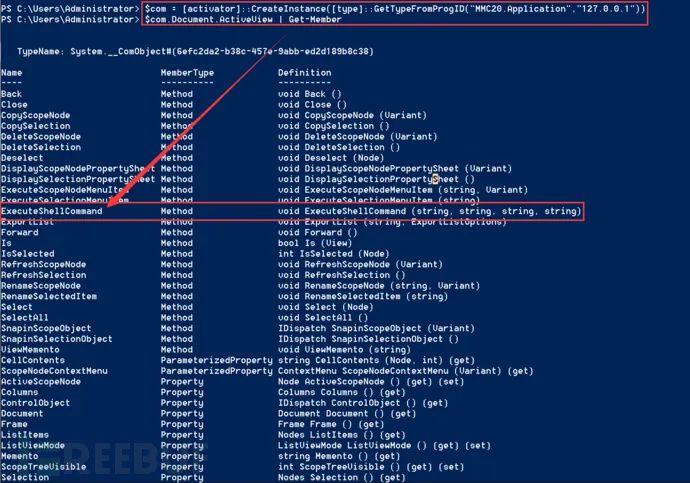 PS C:\Users\Administrator> $com = [activator]::CreateInstance([type]::GetTypeFromProgID("MMC20.Application","127.0.0.1"))
PS C:\Users\Administrator> $com.Document.ActiveView | Get-Member
TypeName: System.__ComObject#{6efc2da2-b38c-457e-9abb-ed2d189b8c38}
Name MemberType Definition
---- ---------- ----------
Back Method void Back ()
Close Method void Close ()
CopyScopeNode Method void CopyScopeNode (Variant)
CopySelection Method void CopySelection ()
DeleteScopeNode Method void DeleteScopeNode (Variant)
DeleteSelection Method void DeleteSelection ()
Deselect Method void Deselect (Node)
DisplayScopeNodePropertySheet Method void DisplayScopeNodePropertySheet (Variant)
DisplaySelectionPropertySheet Method void DisplaySelectionPropertySheet ()
ExecuteScopeNodeMenuItem Method void ExecuteScopeNodeMenuItem (string, Variant)
ExecuteSelectionMenuItem Method void ExecuteSelectionMenuItem (string)
ExecuteShellCommand Method void ExecuteShellCommand (string, string, string, string)
ExportList Method void ExportList (string, ExportListOptions)
Forward Method void Forward ()
Is Method bool Is (View)
IsSelected Method int IsSelected (Node)
RefreshScopeNode Method void RefreshScopeNode (Variant)
RefreshSelection Method void RefreshSelection ()
RenameScopeNode Method void RenameScopeNode (string, Variant)
RenameSelectedItem Method void RenameSelectedItem (string)
Select Method void Select (Node)
SelectAll Method void SelectAll ()
SnapinScopeObject Method IDispatch SnapinScopeObject (Variant)
SnapinSelectionObject Method IDispatch SnapinSelectionObject ()
ViewMemento Method void ViewMemento (string)
CellContents ParameterizedProperty string CellContents (Node, int) {get}
ScopeNodeContextMenu ParameterizedProperty ContextMenu ScopeNodeContextMenu (Variant) {get}
ActiveScopeNode Property Node ActiveScopeNode () {get} {set}
Columns Property Columns Columns () {get}
ControlObject Property IDispatch ControlObject () {get}
Document Property Document Document () {get}
Frame Property Frame Frame () {get}
ListItems Property Nodes ListItems () {get}
ListViewMode Property ListViewMode ListViewMode () {get} {set}
Memento Property string Memento () {get}
ScopeTreeVisible Property int ScopeTreeVisible () {get} {set}
Selection Property Nodes Selection () {get}